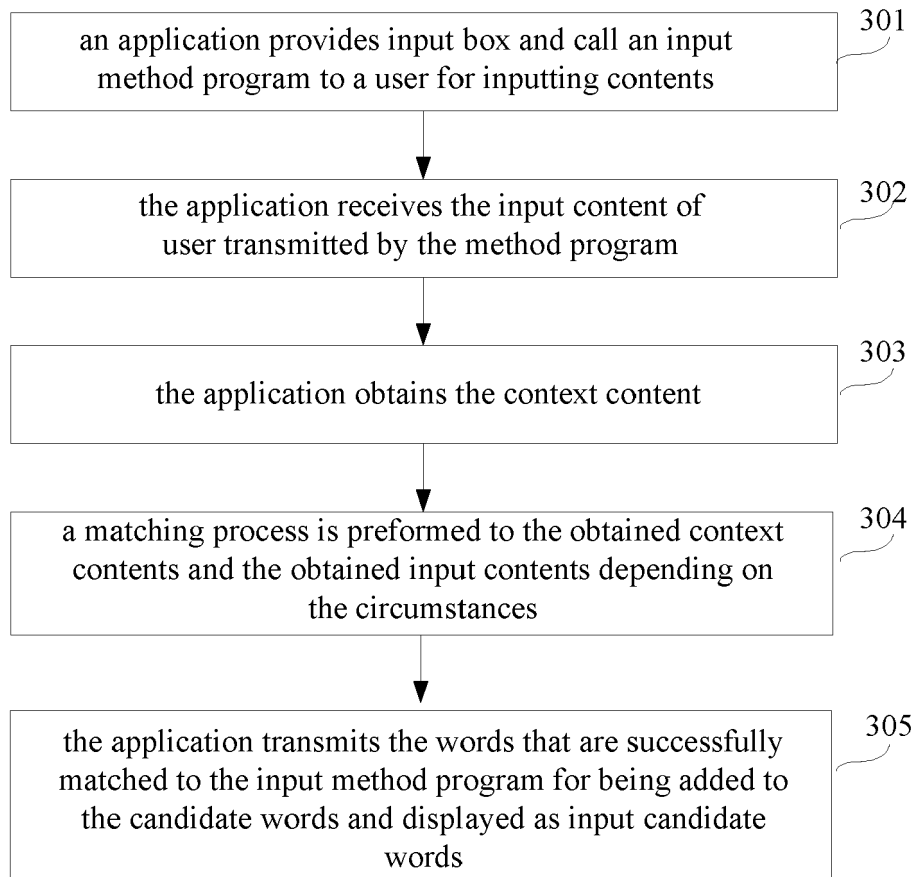 an application provides input box and call an input
method program to a user for inputting contents
301
the application receives the input content of
user transmitted by the method program
302
the application obtains the context content
303
a matching process is preformed to the obtained context
contents and the obtained input contents depending on
the circumstances
304
the application transmits the words that are successfully
matched to the input method program for being added to
the candidate words and displayed as input candidate
words
305